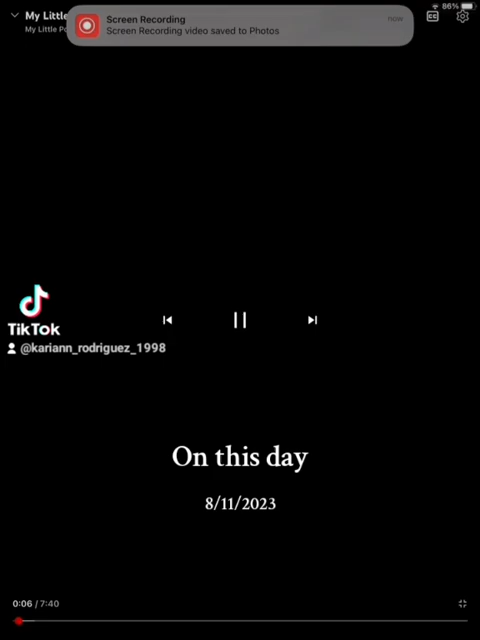 86%
My Little
Screen Recording
now
Screen Recording video saved to Photos
CC
My Little Po
TikTok
@kariann_rodriguez_1998
On this day
8/11/2023
0:06 / 7:40